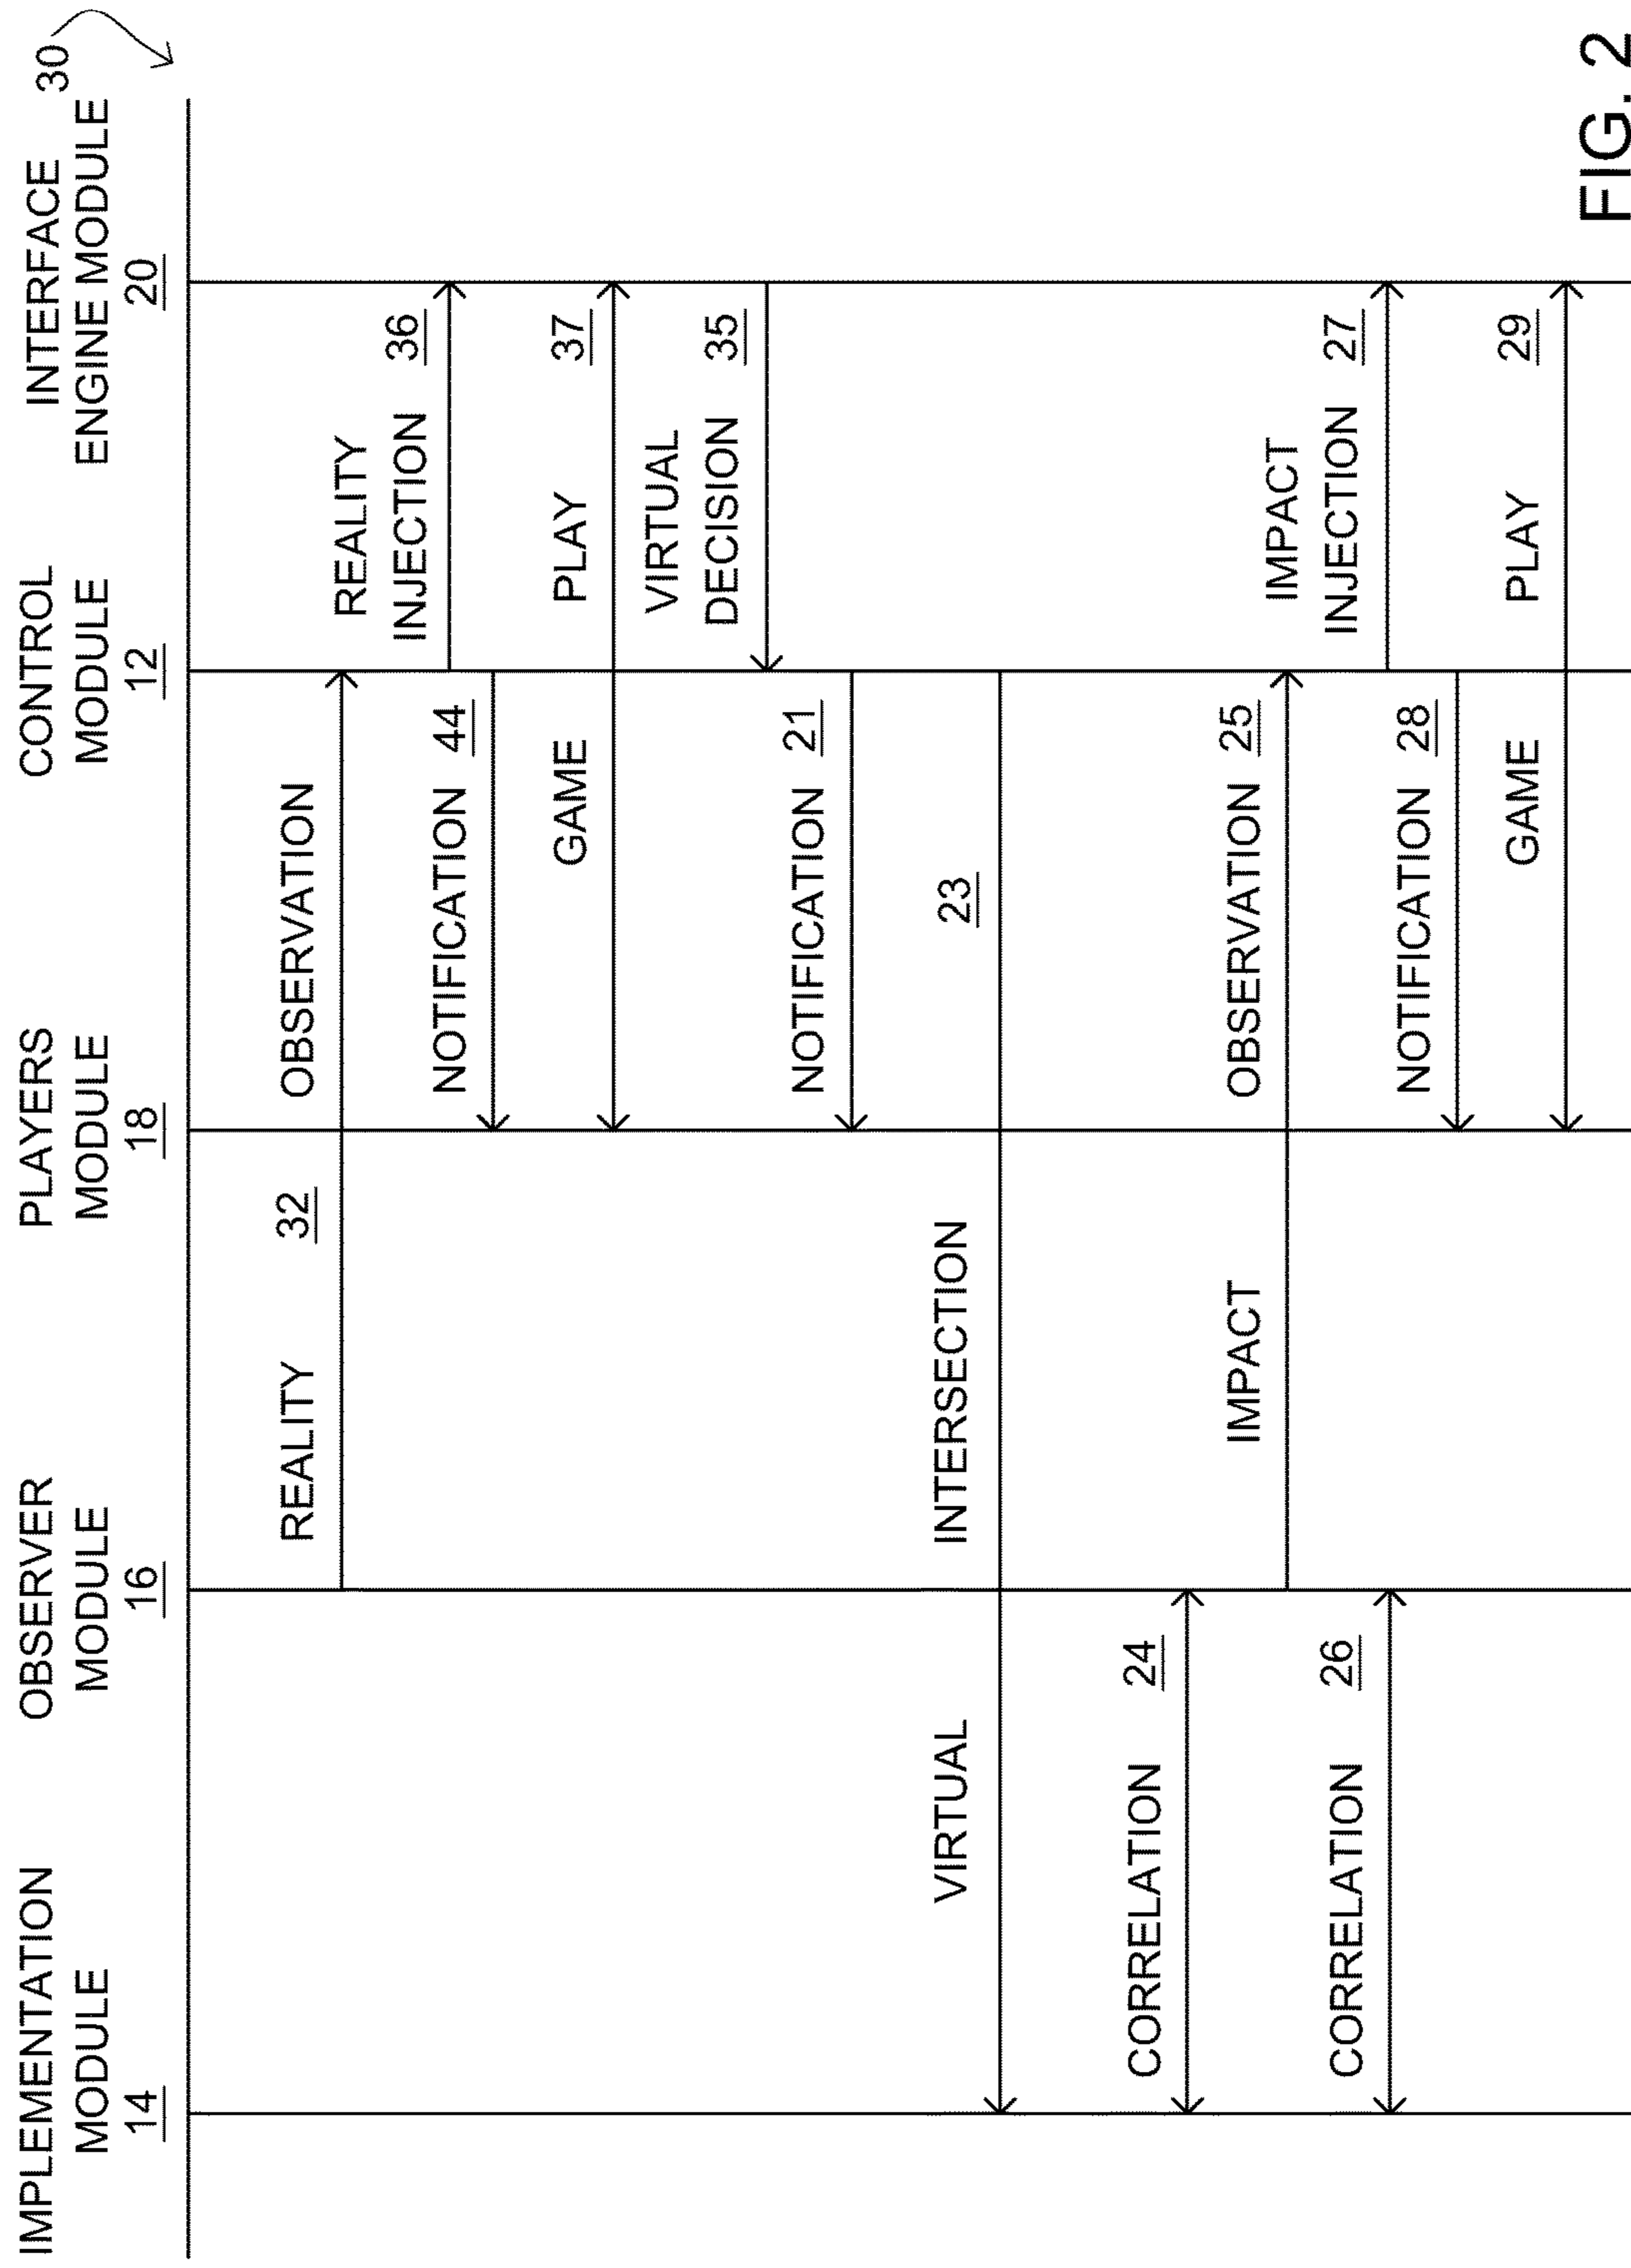 30
IMPLEMENTATION
MODULE
14
OBSERVER
MODULE
16
PLAYERS
MODULE
18
CONTROL
MODULE
12
INTERFACE
ENGINE MODULE
20
REALITY 32 OBSERVATION
REALITY
INJECTION 36
NOTIFICATION 44
GAME PLAY 37
VIRTUAL
DECISION 35
NOTIFICATION 21
VIRTUAL INTERSECTION 23
CORRELATION 24
IMPACT OBSERVATION 25
IMPACT
INJECTION 27
CORRELATION 26
NOTIFICATION 28
GAME PLAY 29
FIG. 2